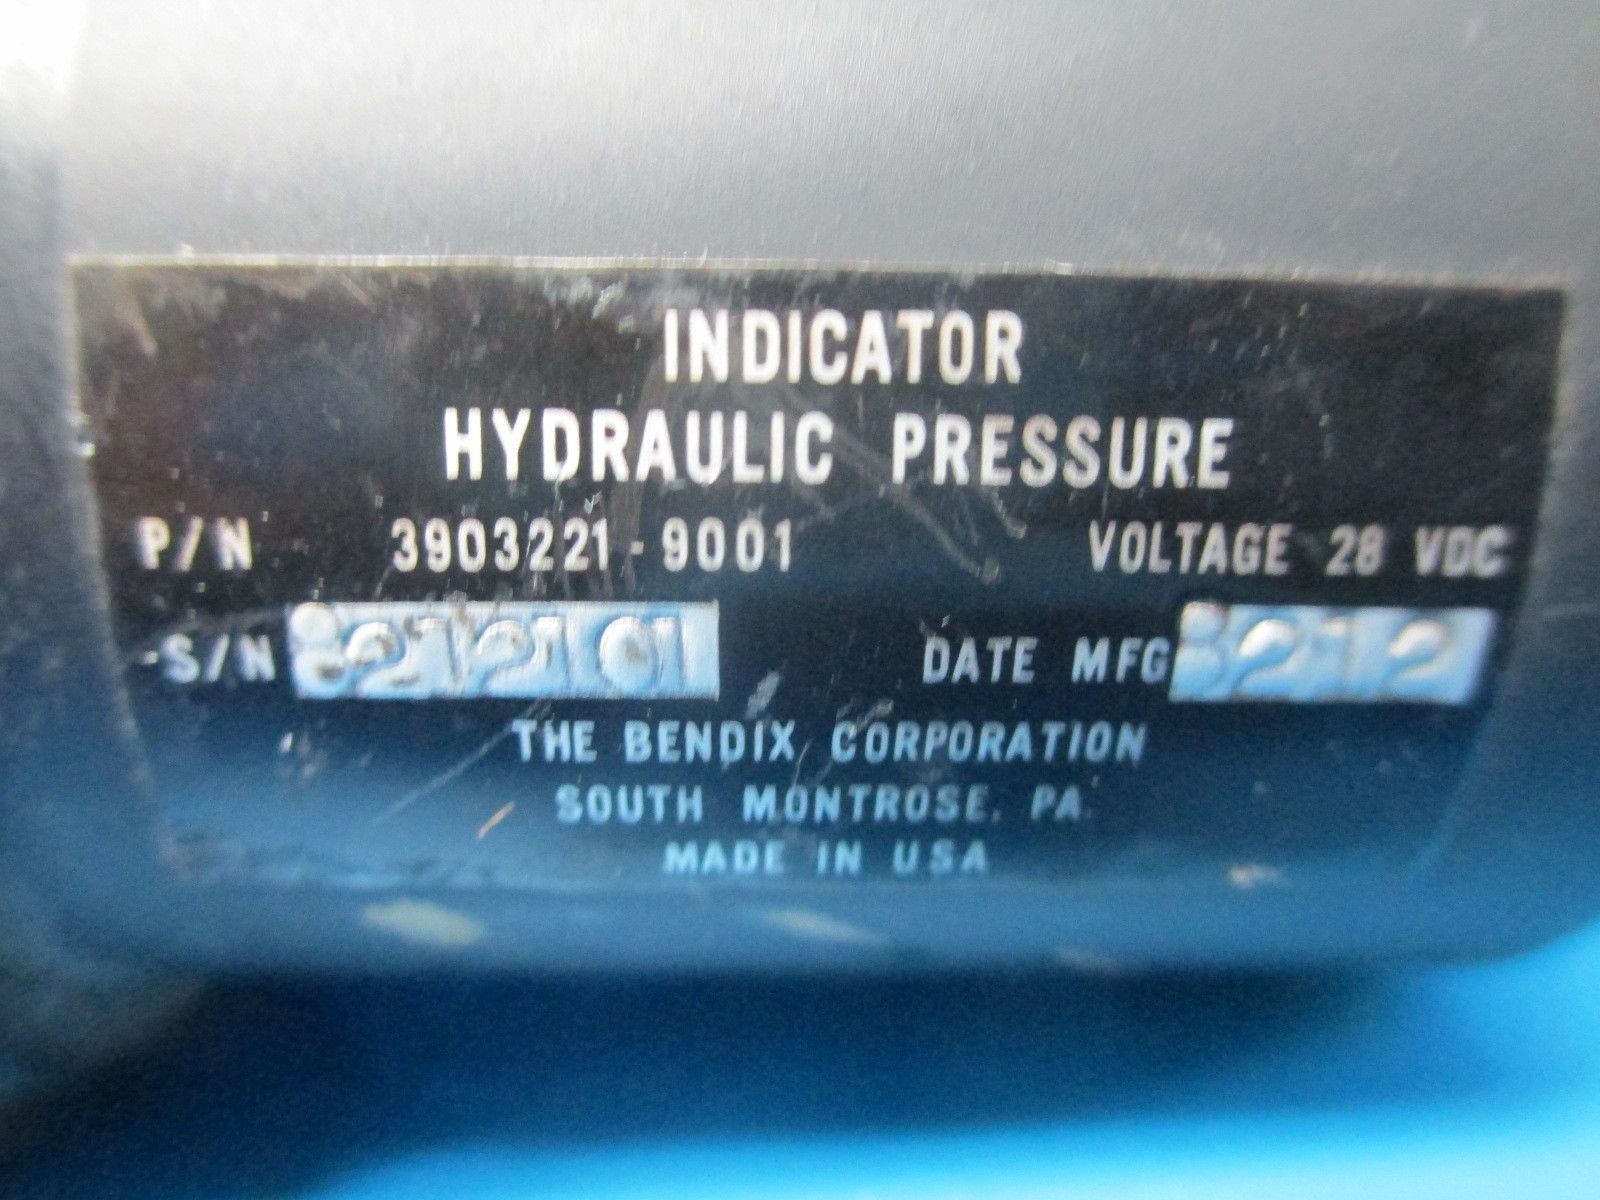 INDICATOR
HYDRAULIC PRESSURE
P/N 3903221-9001 VOLTAGE 28 VDC
S/N DATE MFG 8212
THE BENDIX CORPORATION
SOUTH MONTROSE, PA.
MADE IN USA